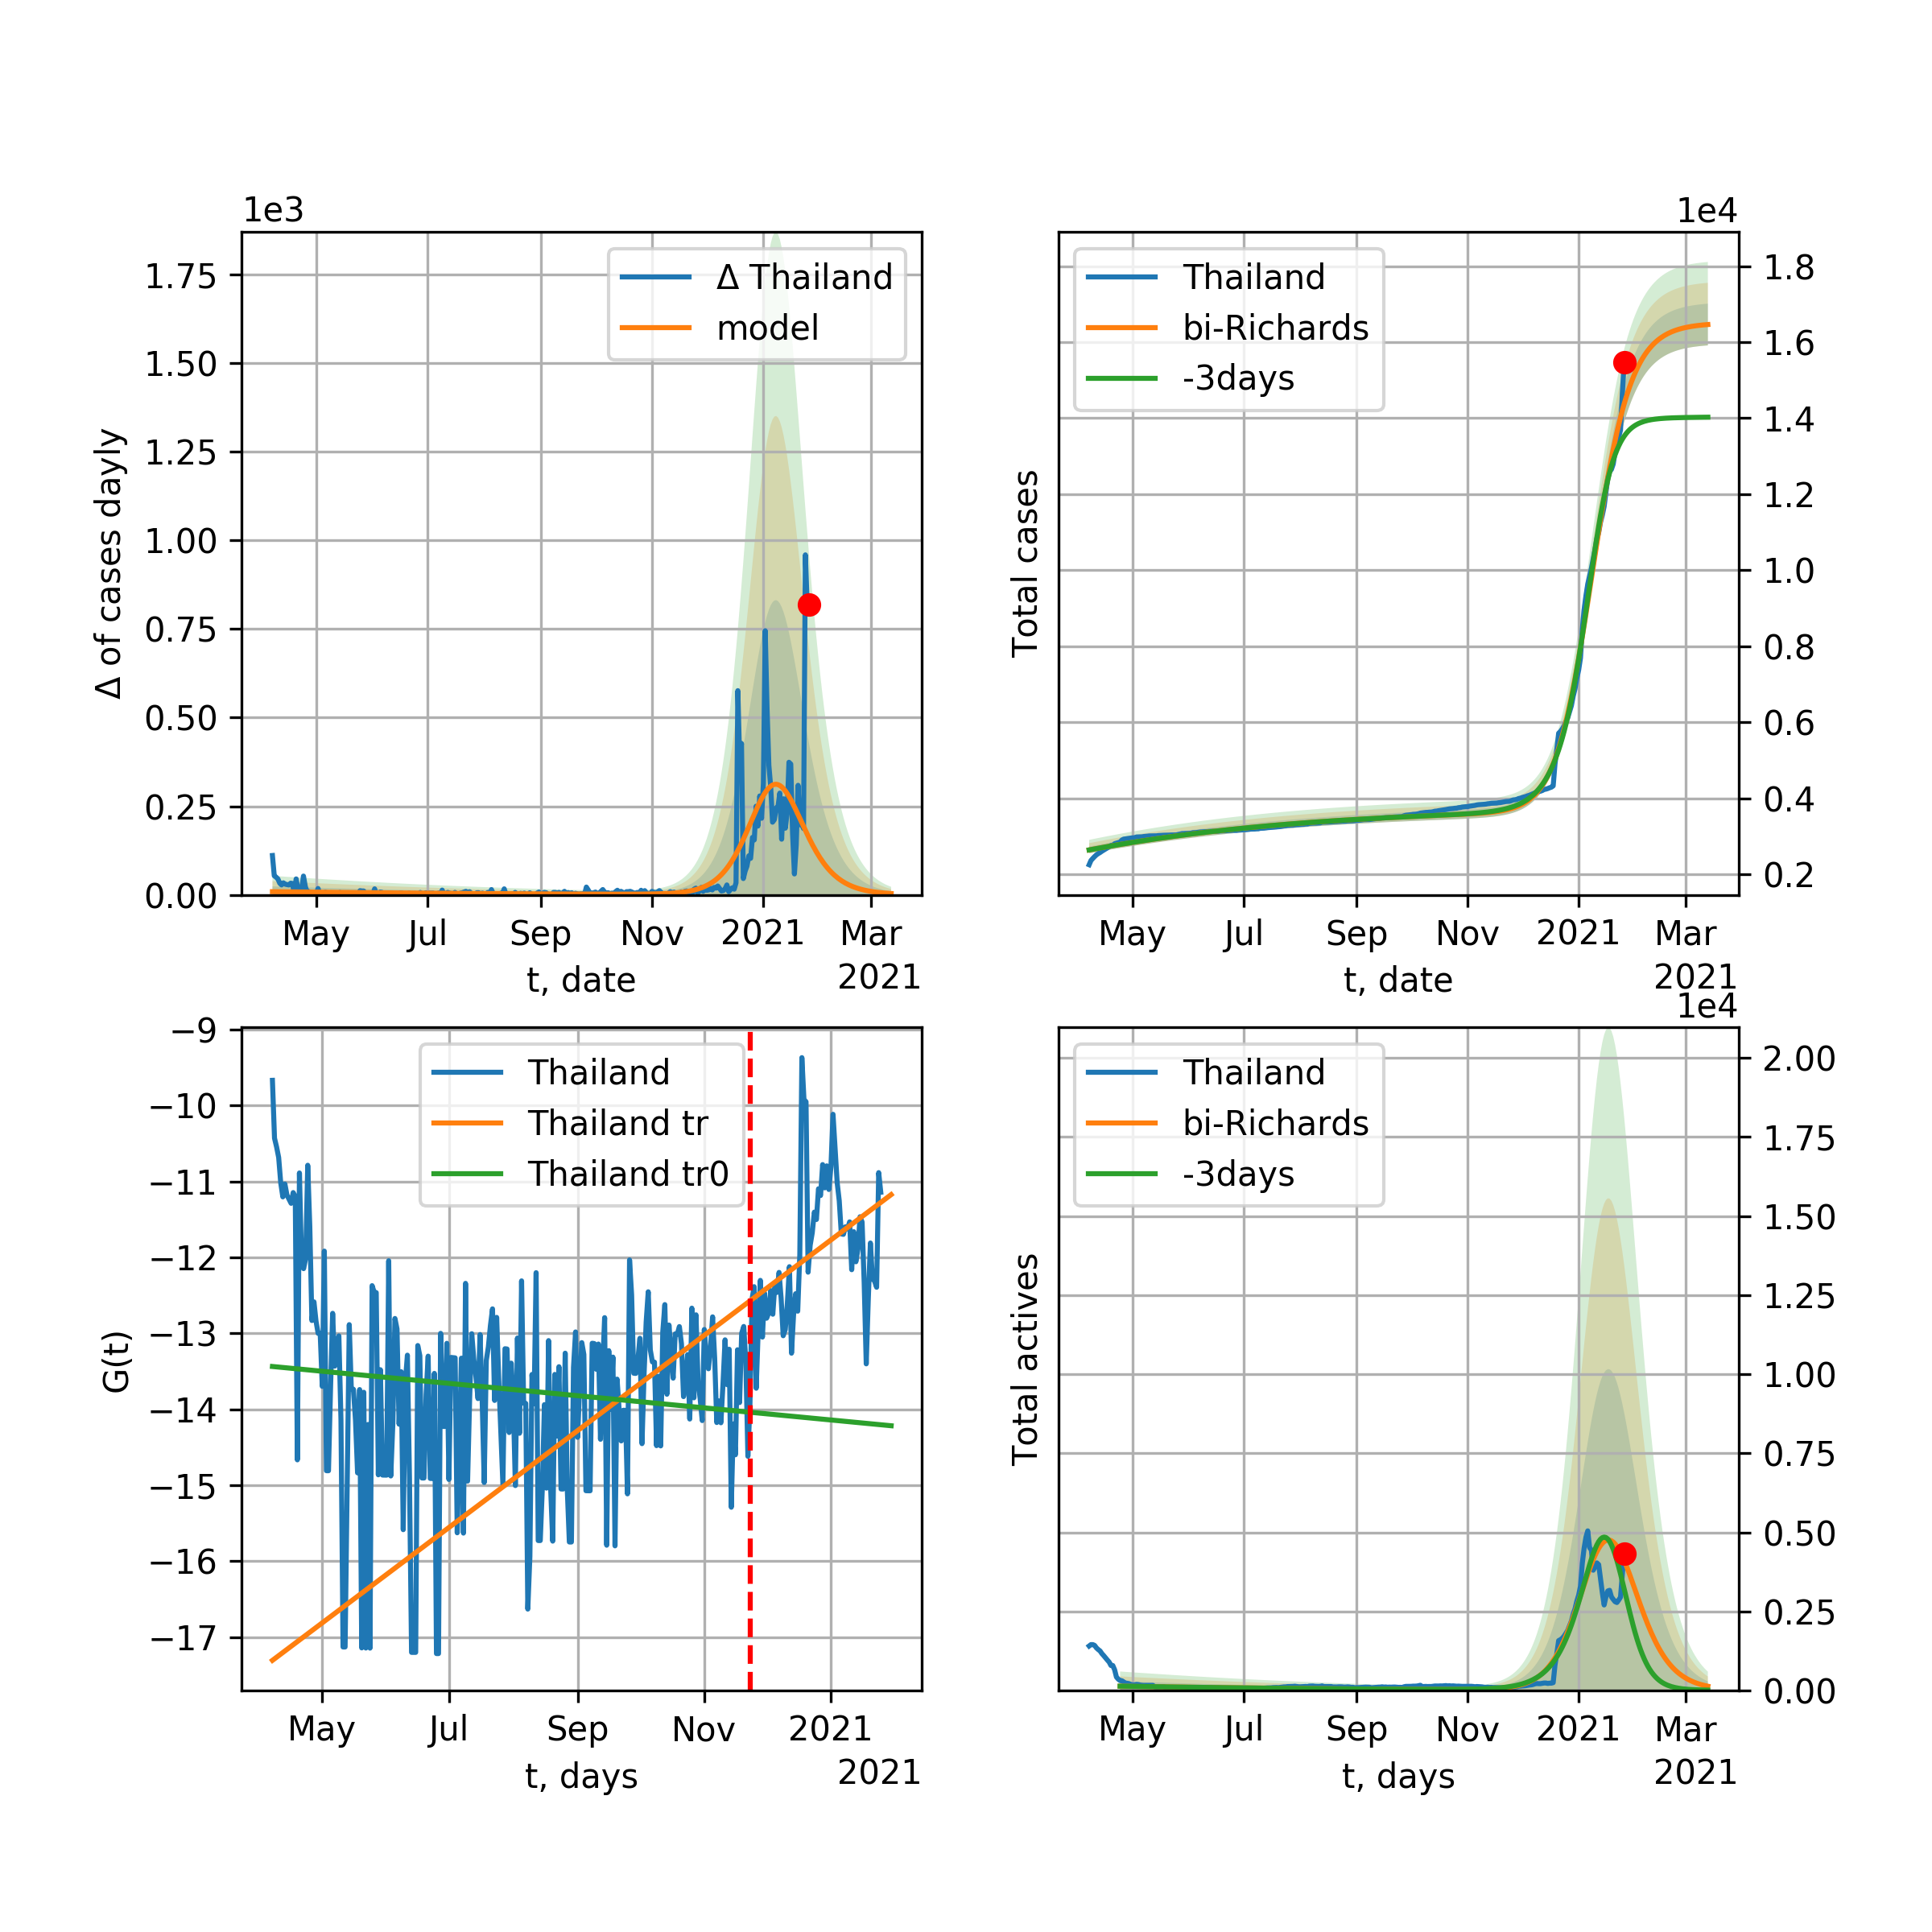 1e3
Δ of cases dayly
1.75
1.50
1.25
1.00
0.75
0.50
0.25
0.00
Δ Thailand
model
May Jul Sep Nov 2021 Mar
t, date
2021
1e4
Total cases
Thailand
bi-Richards
-3days
1.8
1.6
1.4
1.2
1.0
0.8
0.6
0.4
0.2
May Jul Sep Nov 2021 Mar
t, date
2021
G(t)
−9
−10
−11
−12
−13
−14
−15
−16
−17
Thailand
Thailand tr
Thailand tr0
May Jul Sep Nov 2021
t, days
2021
1e4
Total actives
Thailand
bi-Richards
-3days
2.00
1.75
1.50
1.25
1.00
0.75
0.50
0.25
0.00
May Jul Sep Nov 2021 Mar
t, days
2021